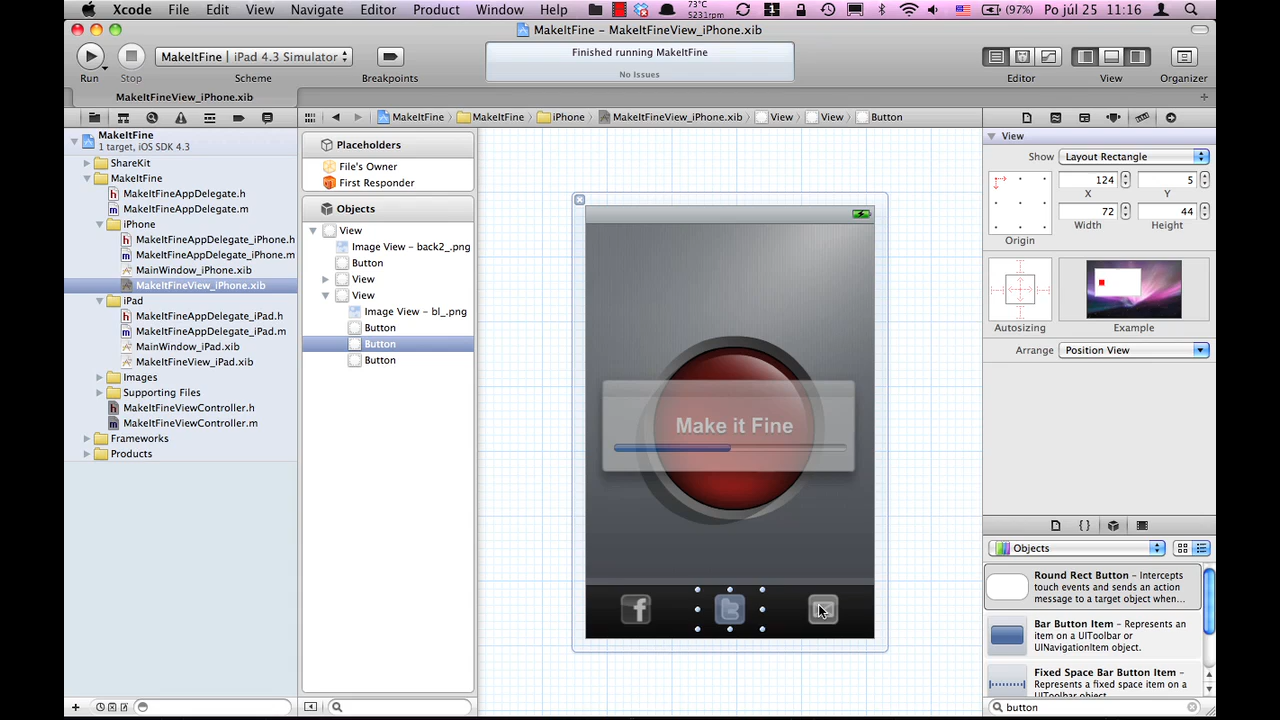 Xcode File Edit View Navigate Editor Product Window Help 73°C 5231rpm 1 (97%) Po júl 25 11:16
MakeItFine – MakeItFineView_iPhone.xib
MakeItFine | iPad 4.3 Simulator
Finished running MakeItFine
No Issues
Run Stop Scheme Breakpoints Editor View Organizer
MakeItFineView_iPhone.xib
MakeItFine MakeItFine iPhone MakeItFineView_iPhone.xib View View Button
MakeItFine
1 target, iOS SDK 4.3
ShareKit
MakeItFine
MakeItFineAppDelegate.h
MakeItFineAppDelegate.m
iPhone
MakeItFineAppDelegate_iPhone.h
MakeItFineAppDelegate_iPhone.m
MainWindow_iPhone.xib
MakeItFineView_iPhone.xib
iPad
MakeItFineAppDelegate_iPad.h
MakeItFineAppDelegate_iPad.m
MainWindow_iPad.xib
MakeItFineView_iPad.xib
Images
Supporting Files
MakeItFineViewController.h
MakeItFineViewController.m
Frameworks
Products
Placeholders
File's Owner
First Responder
Objects
View
Image View – back2_.png
Button
View
View
Image View – bl_.png
Button
Button
Button
Make it Fine
f t
View
Show Layout Rectangle
124 5
X Y
72 44
Origin Width Height
Autosizing Example
Arrange Position View
{} 
Objects
Round Rect Button – Intercepts
touch events and sends an action
message to a target object when...
Bar Button Item – Represents an
item on a UIToolbar or
UINavigationItem object.
Fixed Space Bar Button Item –
Represents a fixed space item on a
UIToolbar object.
button